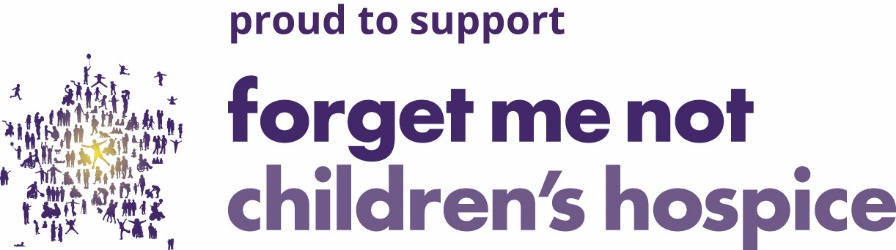 proud to support
forget me not
children's hospice